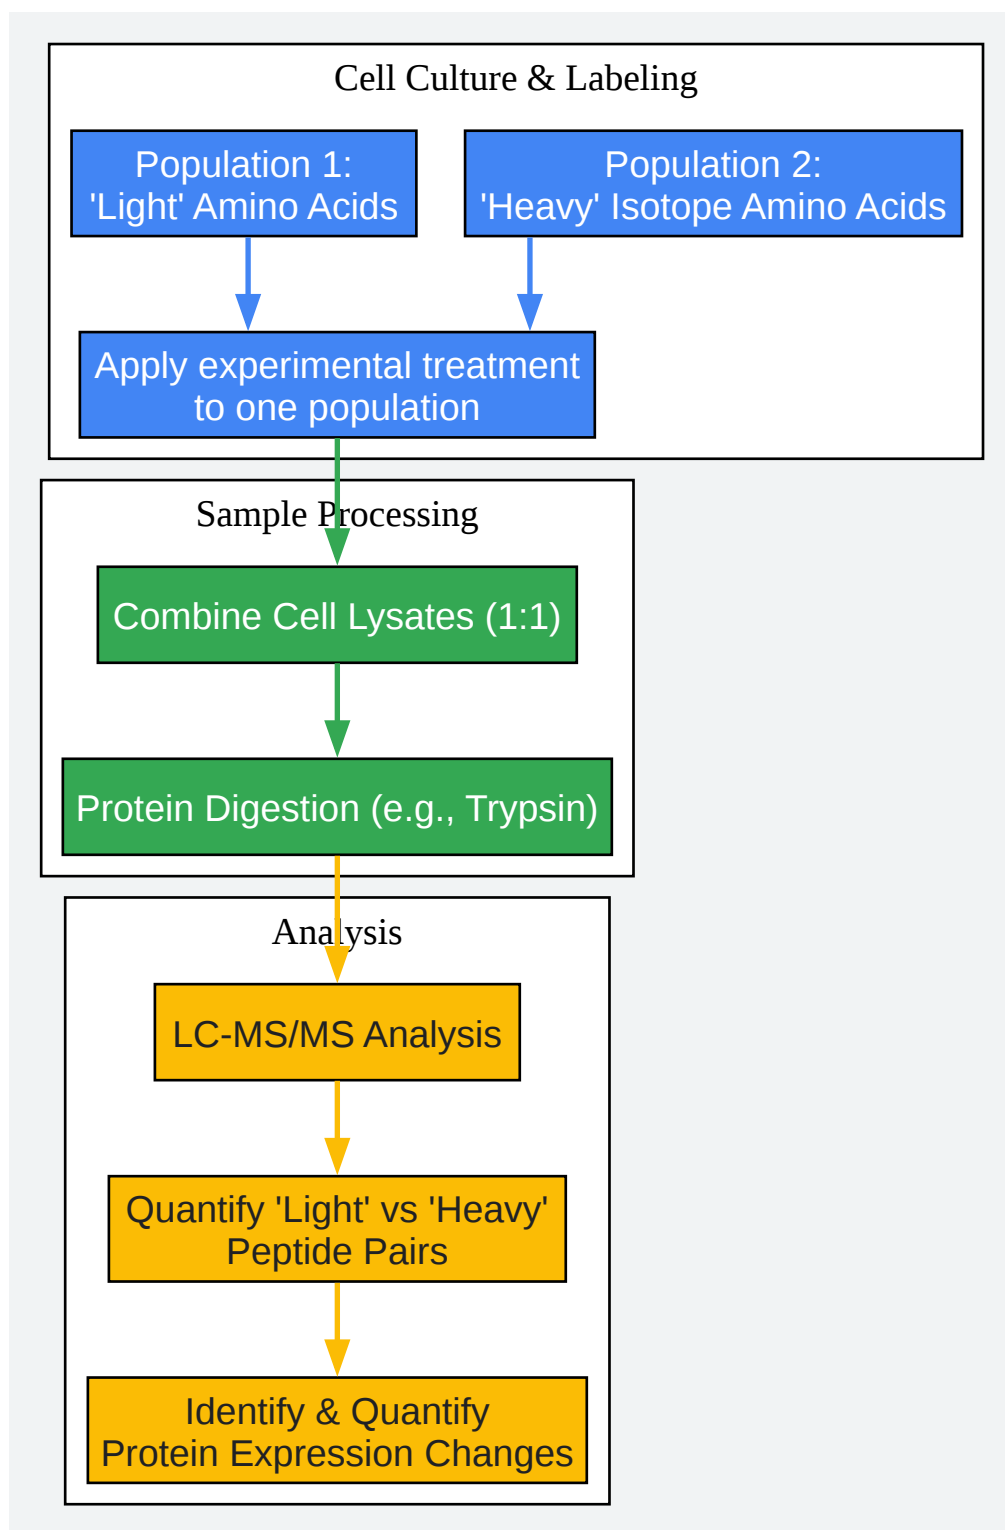 Cell Culture & Labeling
Population 1:
'Light' Amino Acids
Population 2:
'Heavy' Isotope Amino Acids
Apply experimental treatment
to one population
Sample Processing
Combine Cell Lysates (1:1)
Protein Digestion (e.g., Trypsin)
Analysis
LC-MS/MS Analysis
Quantify 'Light' vs 'Heavy'
Peptide Pairs
Identify & Quantify
Protein Expression Changes